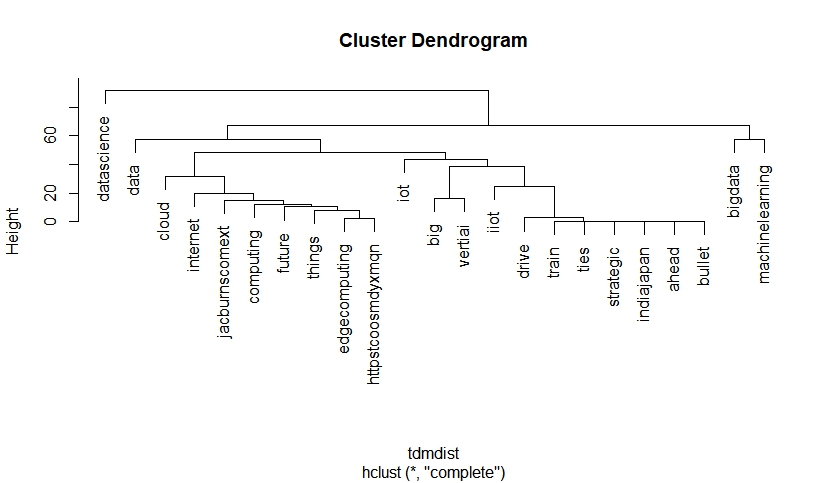 Cluster Dendrogram
Height
60
20
0
datascience
data
cloud
internet
jacburnscomext
computing
future
things
edgecomputing
httpstcoosmdyxmqn
iot
big
vertiai
iiot
drive
train
ties
strategic
indiajapan
ahead
bullet
bigdata
machinelearning
tdmdist
hclust (*, "complete")